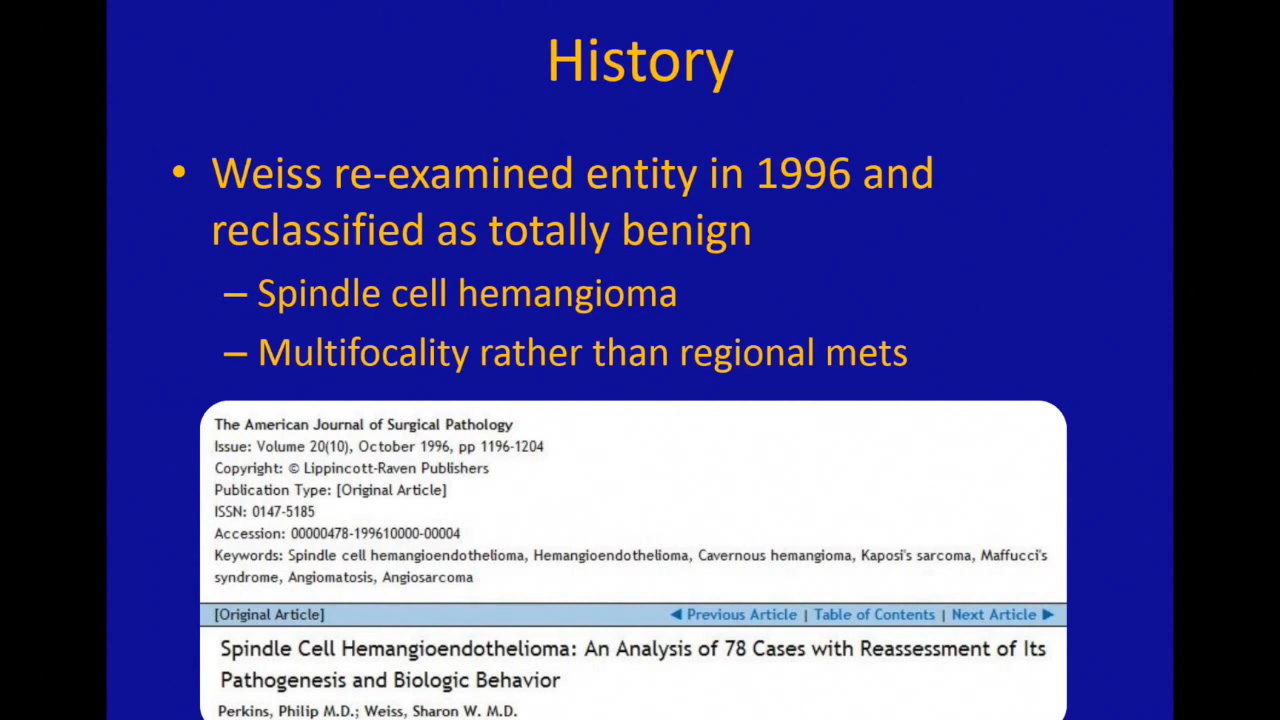 History
• Weiss re-examined entity in 1996 and
reclassified as totally benign
– Spindle cell hemangioma
– Multifocality rather than regional mets
The American Journal of Surgical Pathology
Issue: Volume 20(10), October 1996, pp 1196-1204
Copyright: © Lippincott-Raven Publishers
Publication Type: [Original Article]
ISSN: 0147-5185
Accession: 00000478-199610000-00004
Keywords: Spindle cell hemangioendothelioma, Hemangioendothelioma, Cavernous hemangioma, Kaposi's sarcoma, Maffucci's
syndrome, Angiomatosis, Angiosarcoma
[Original Article] ◀ Previous Article | Table of Contents | Next Article ▶
Spindle Cell Hemangioendothelioma: An Analysis of 78 Cases with Reassessment of Its
Pathogenesis and Biologic Behavior
Perkins, Philip M.D.; Weiss, Sharon W. M.D.